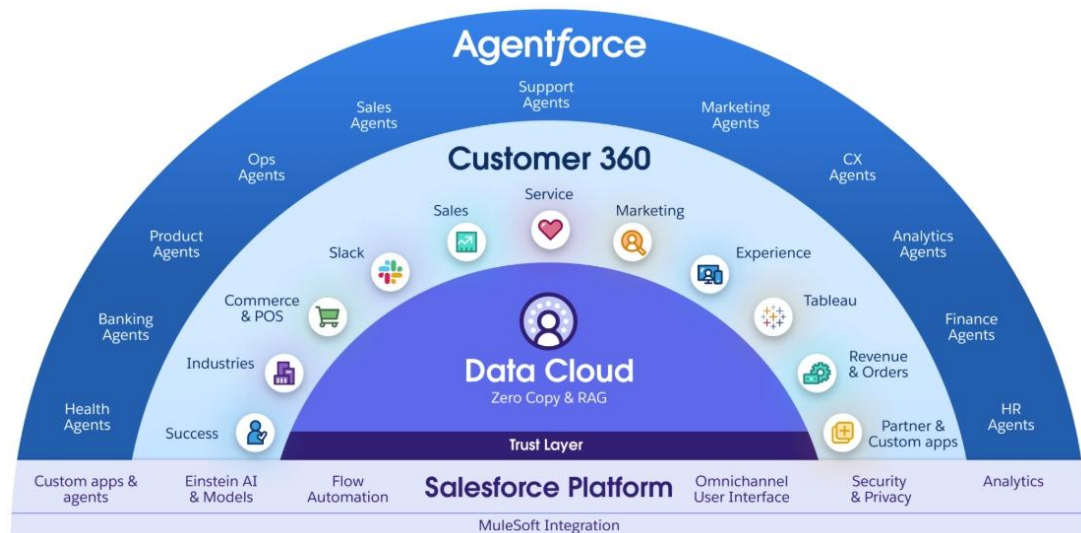 Agentforce
Support
Agents
Sales
Agents
Marketing
Agents
Ops
Agents
CX
Agents
Product
Agents
Analytics
Agents
Banking
Agents
Finance
Agents
Health
Agents
HR
Agents
Customer 360
Service
Sales
Marketing
Slack
Experience
Commerce
& POS
Tableau
Industries
Revenue
& Orders
Success
Partner &
Custom apps
Data Cloud
Zero Copy & RAG
Trust Layer
Custom apps &
agents
Einstein AI
& Models
Flow
Automation
Salesforce Platform
Omnichannel
User Interface
Security
& Privacy
Analytics
MuleSoft Integration